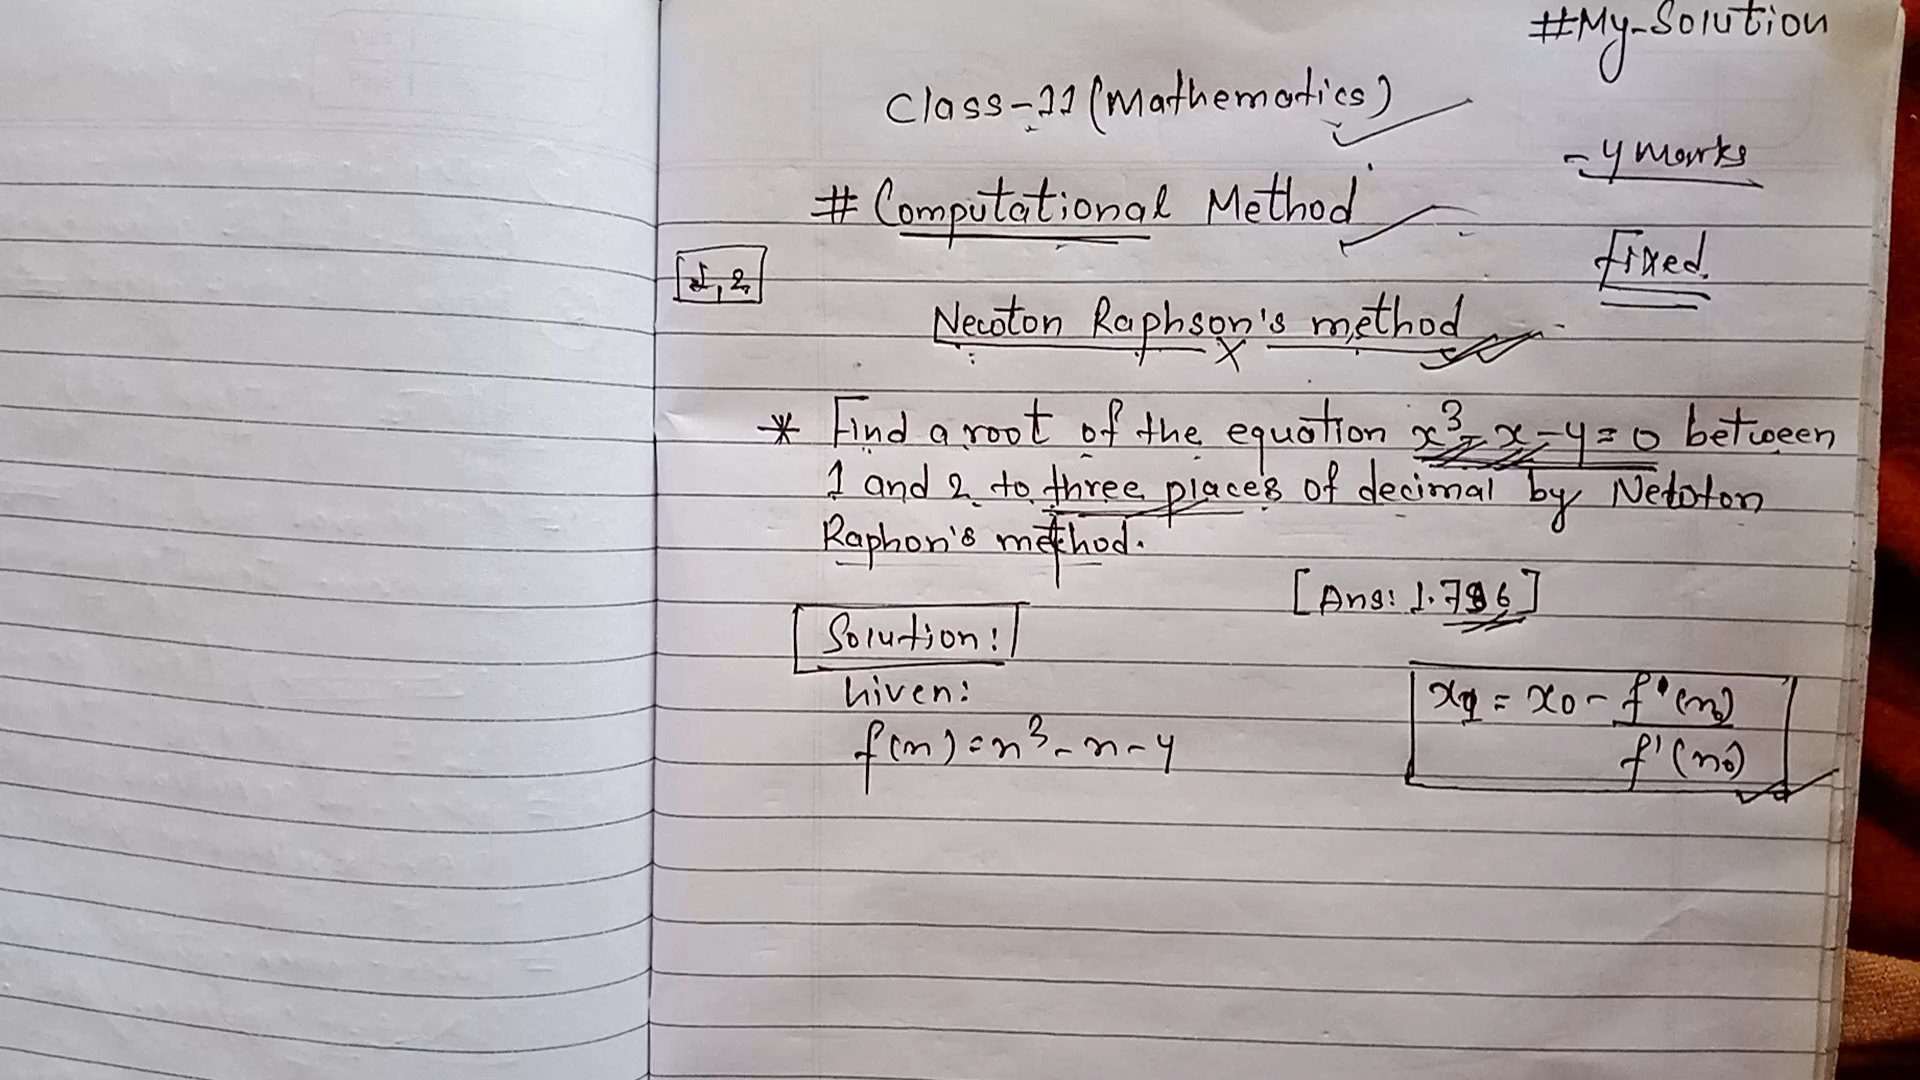 #My-Solution
Class-11 (Mathematics)
- 4 marks
# Computational Method
Fixed.
1, 2
Newton Raphson's method
* Find a root of the equation x³-x-4=0 between
1 and 2 to three places of decimal by Newton
Raphon's method.
[Ans: 1.796]
Solution:
Given:
x₁ = x₀ - f(x₀)
f'(x₀)
f(x) = x³-x-4